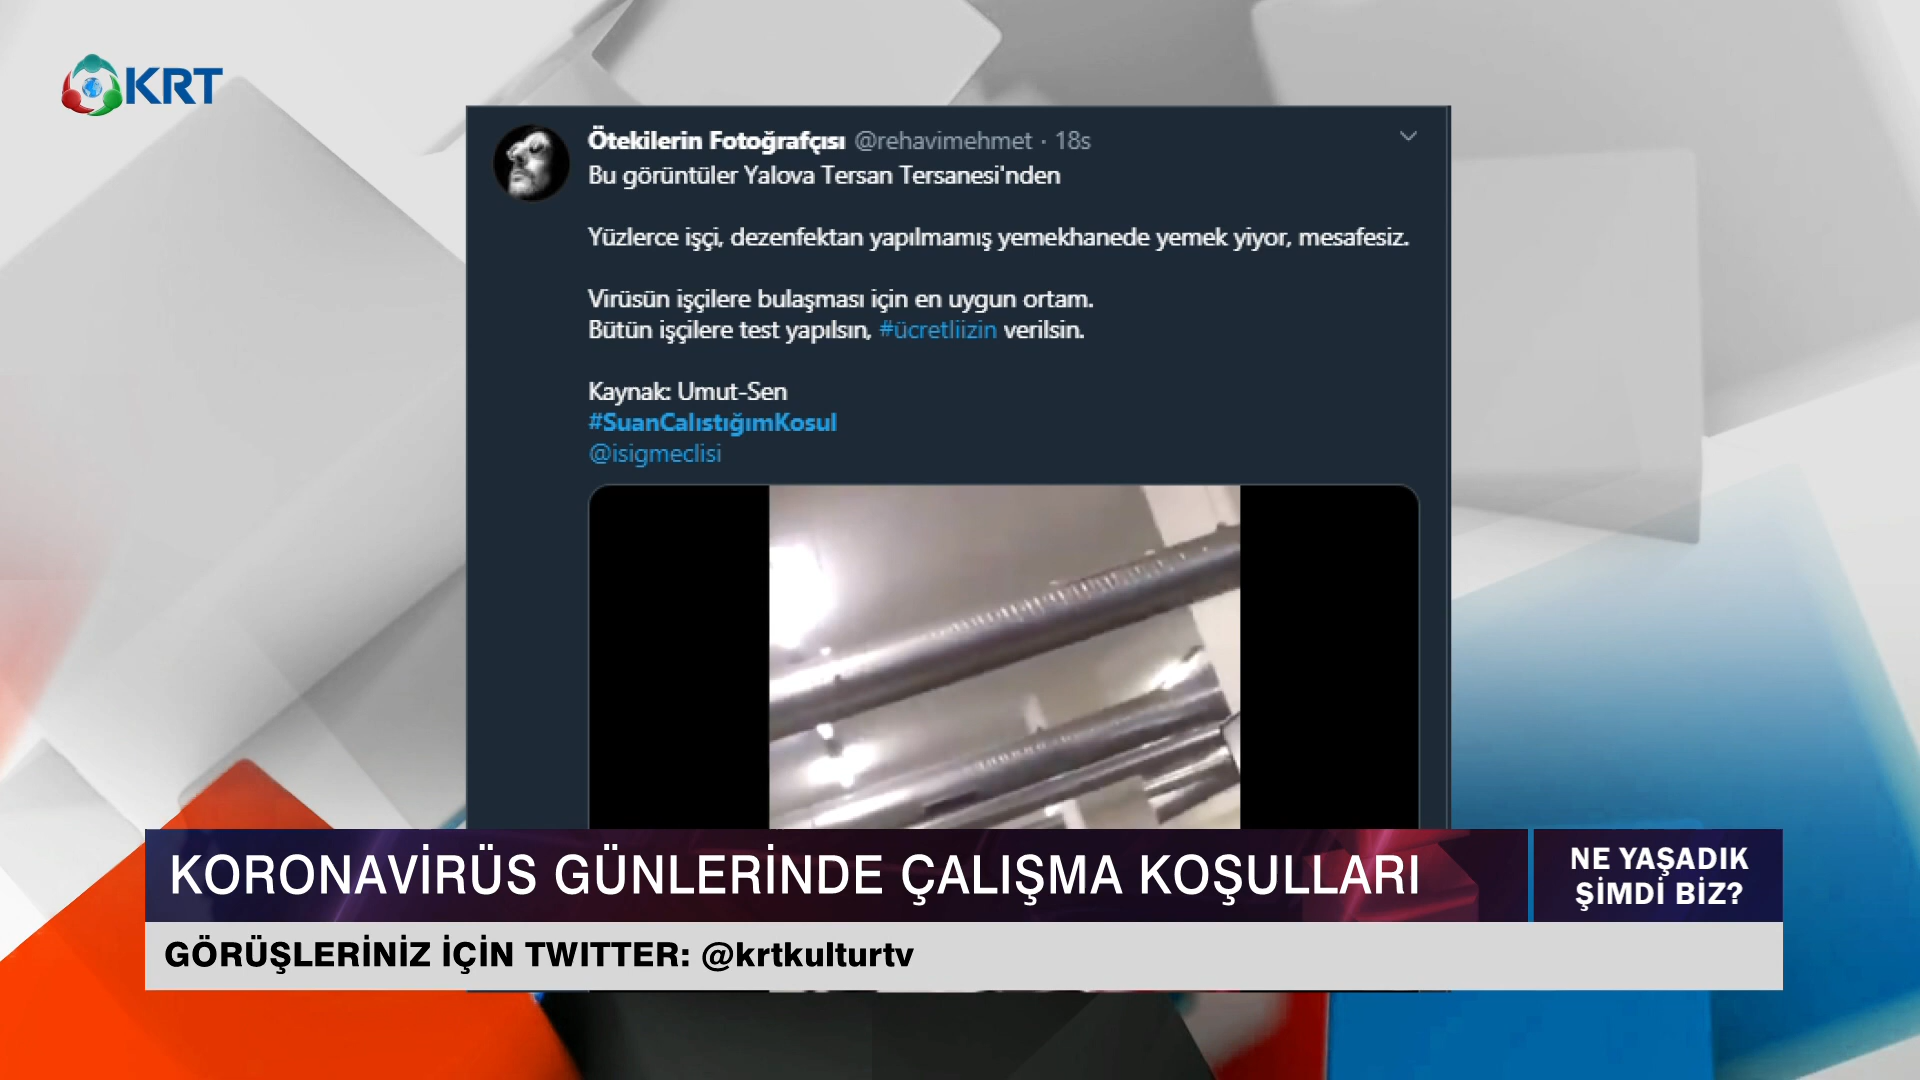 KRT
Ötekilerin Fotoğrafçısı @rehavimehmet · 18s
Bu görüntüler Yalova Tersan Tersanesi'nden
Yüzlerce işçi, dezenfektan yapılmamış yemekhanede yemek yiyor, mesafesiz.
Virüsün işçilere bulaşması için en uygun ortam.
Bütün işçilere test yapılsın, #ücretliizin verilsin.
Kaynak: Umut-Sen
#SuanCalıstığımKosul
@isigmeclisi
KORONAVİRÜS GÜNLERİNDE ÇALIŞMA KOŞULLARI
NE YAŞADIK
ŞİMDİ BİZ?
GÖRÜŞLERİNİZ İÇİN TWITTER: @krtkulturtv